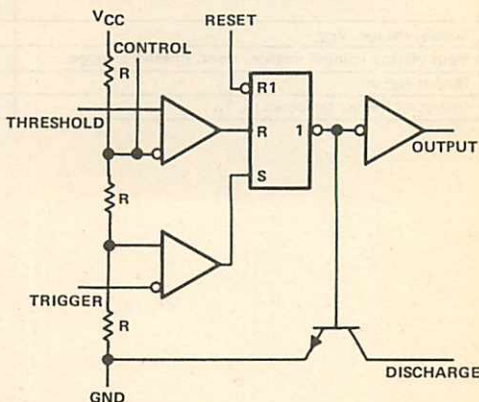 VCC
RESET
CONTROL
R
R1
THRESHOLD
R
1
OUTPUT
S
R
TRIGGER
R
DISCHARGE
GND